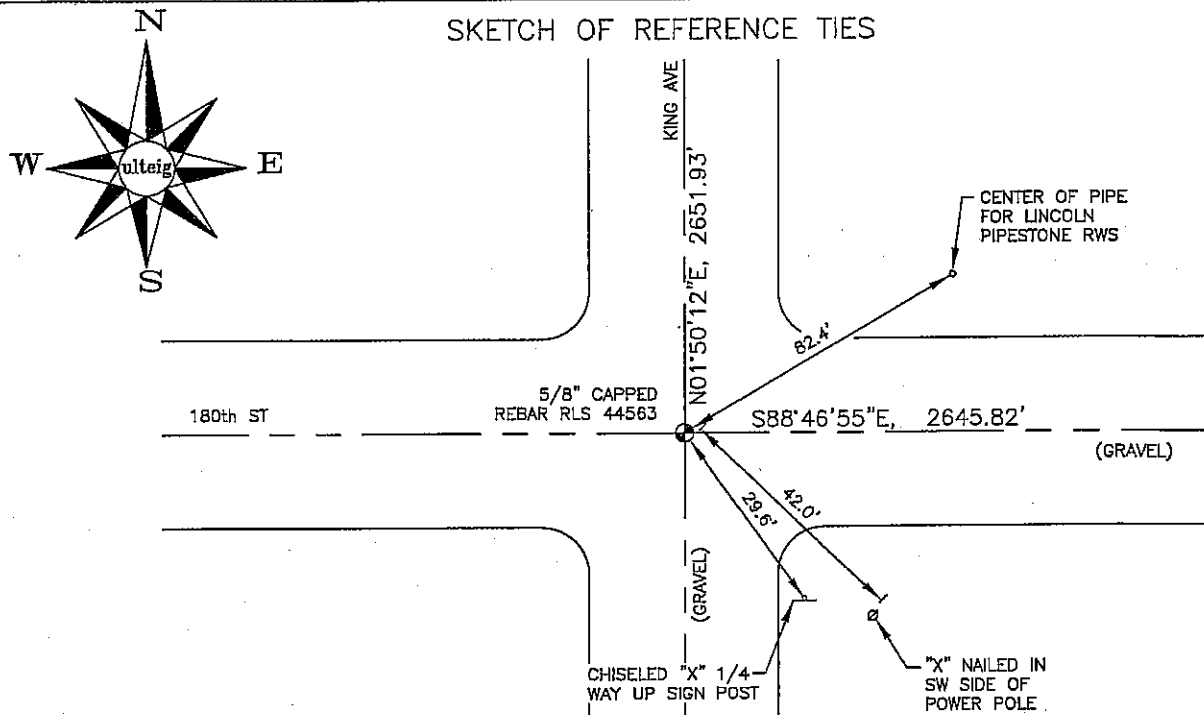 SKETCH OF REFERENCE TIES
N
W
ulteig
E
S
KING AVE
N01°50'12"E, 2651.93'
CENTER OF PIPE
FOR LINCOLN
PIPESTONE RWS
82.4'
5/8" CAPPED
REBAR RLS 44563
180th ST
S88°46'55"E, 2645.82'
(GRAVEL)
29.6'
42.0'
(GRAVEL)
CHISELED "X" 1/4
WAY UP SIGN POST
"X" NAILED IN
SW SIDE OF
POWER POLE